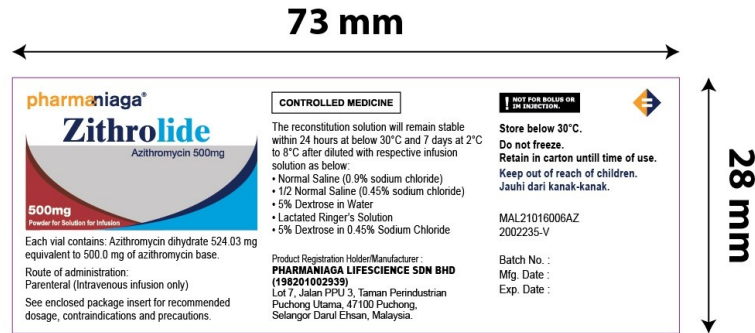 73 mm
28 mm
pharmaniaga®
Zithrolide
Azithromycin 500mg
500mg
Powder for Solution for Infusion
Each vial contains: Azithromycin dihydrate 524.03 mg
equivalent to 500.0 mg of azithromycin base.
Route of administration:
Parenteral (Intravenous infusion only)
See enclosed package insert for recommended
dosage, contraindications and precautions.
CONTROLLED MEDICINE
The reconstitution solution will remain stable
within 24 hours at below 30°C and 7 days at 2°C
to 8°C after diluted with respective infusion
solution as below:
• Normal Saline (0.9% sodium chloride)
• 1/2 Normal Saline (0.45% sodium chloride)
• 5% Dextrose in Water
• Lactated Ringer's Solution
• 5% Dextrose in 0.45% Sodium Chloride
Product Registration Holder/Manufacturer :
PHARMANIAGA LIFESCIENCE SDN BHD
(198201002939)
Lot 7, Jalan PPU 3, Taman Perindustrian
Puchong Utama, 47100 Puchong,
Selangor Darul Ehsan, Malaysia.
! NOT FOR BOLUS OR
IM INJECTION.
Store below 30°C.
Do not freeze.
Retain in carton untill time of use.
Keep out of reach of children.
Jauhi dari kanak-kanak.
MAL21016006AZ
2002235-V
Batch No. :
Mfg. Date :
Exp. Date :